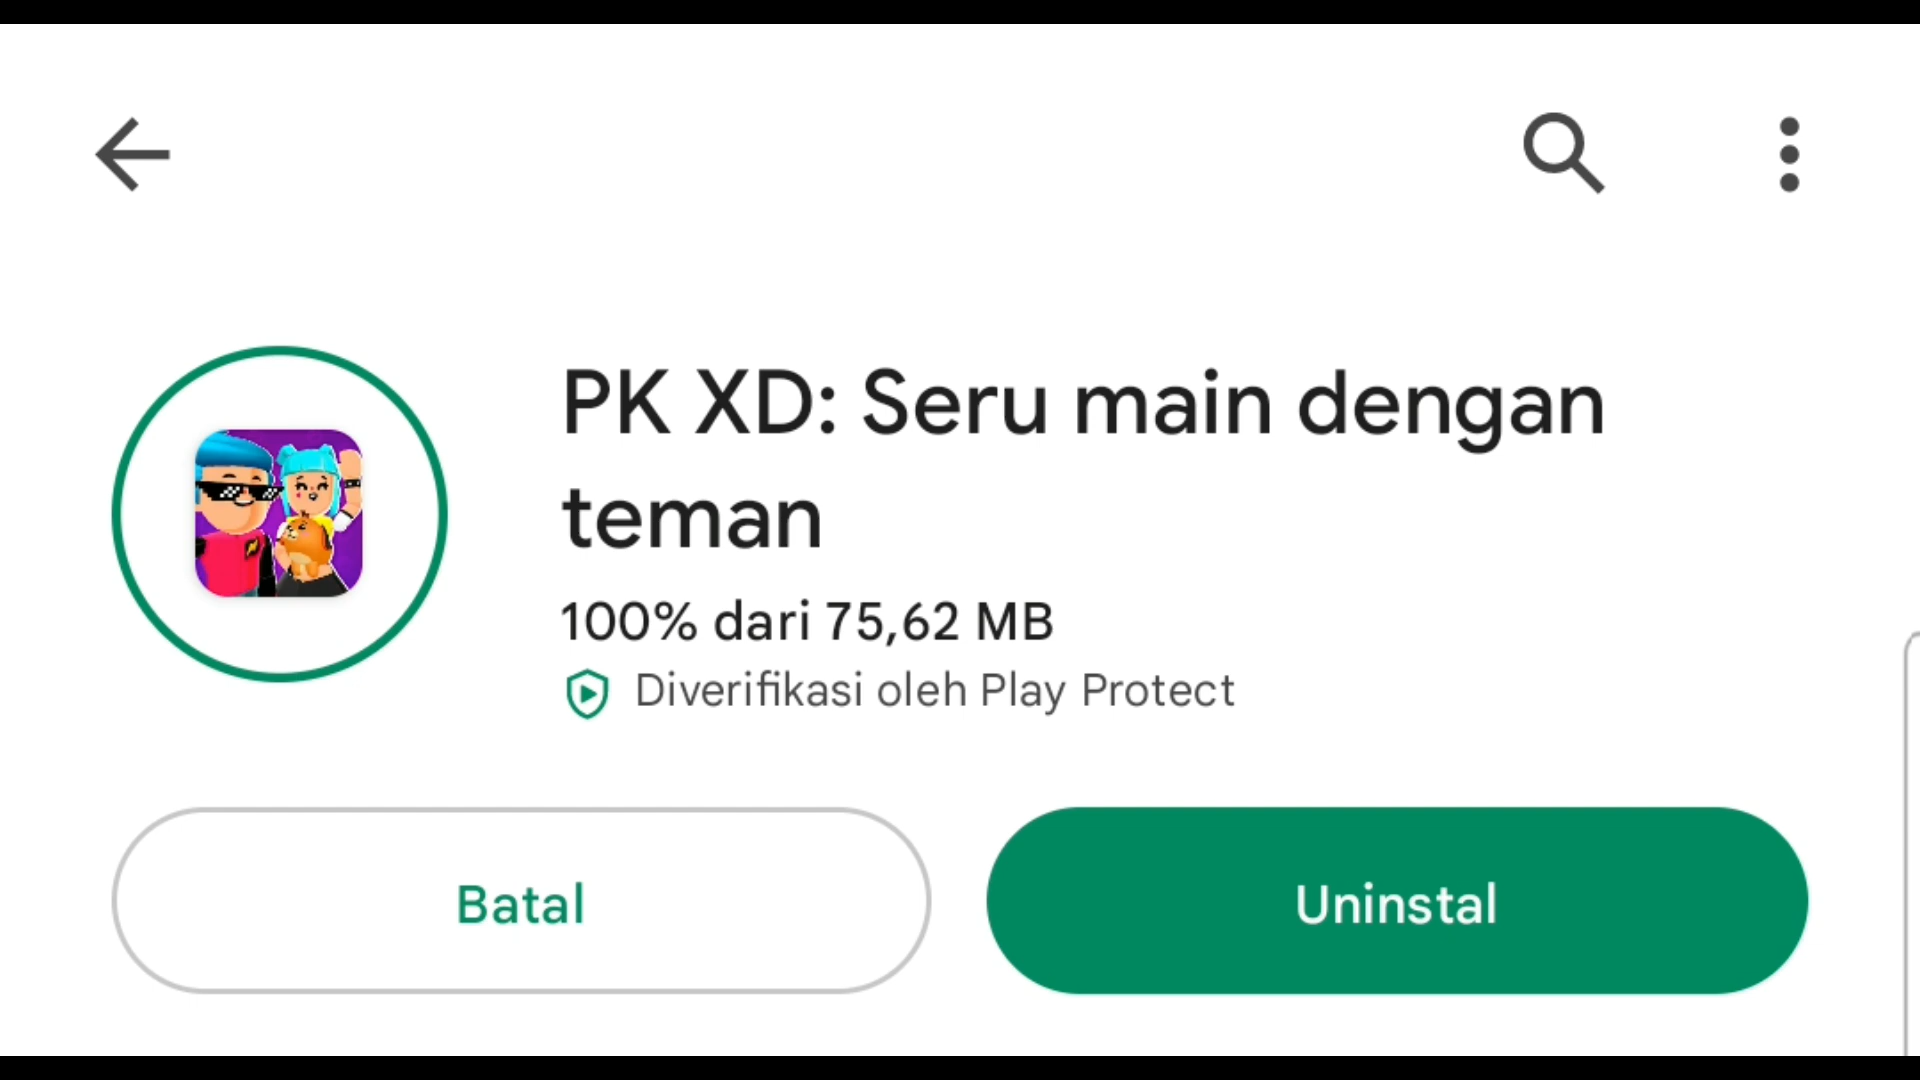 PK XD: Seru main dengan
teman
100% dari 75,62 MB
Diverifikasi oleh Play Protect
Batal
Uninstal